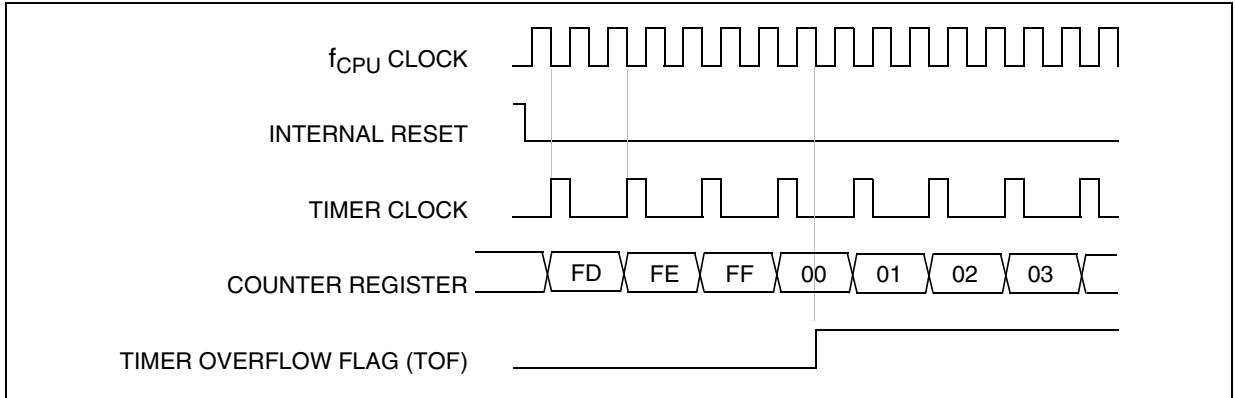 fCPU CLOCK
INTERNAL RESET
TIMER CLOCK
COUNTER REGISTER FD FE FF 00 01 02 03
TIMER OVERFLOW FLAG (TOF)